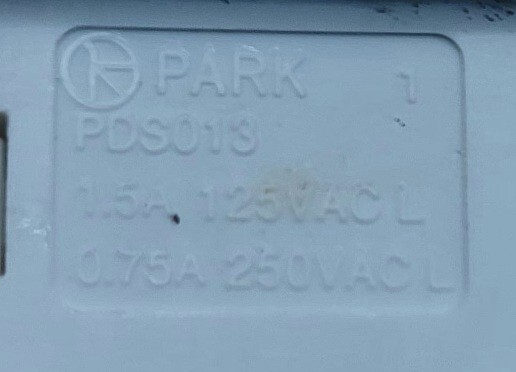 PARK 1
PDS013
1.5A 125VAC L
0.75A 250VAC L